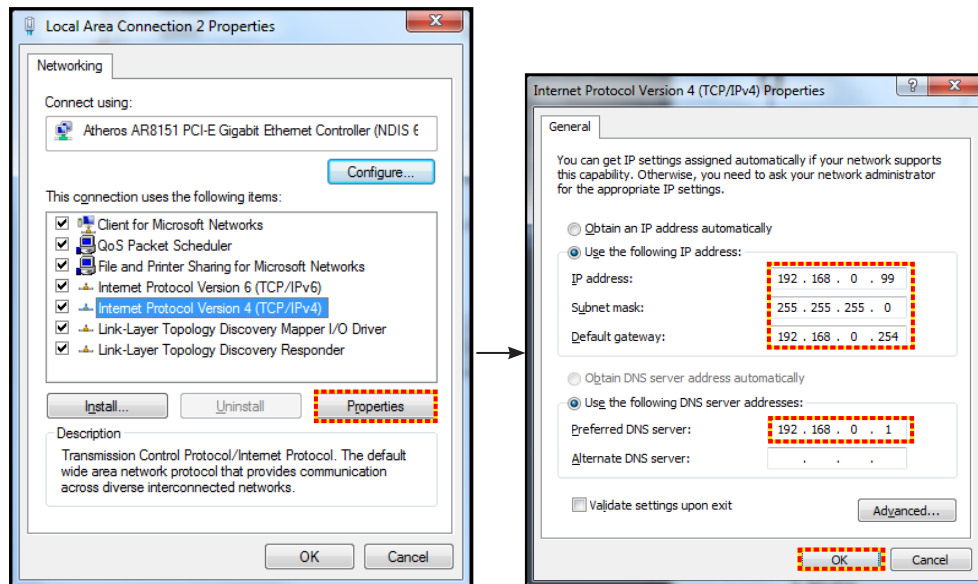 Local Area Connection 2 Properties
Networking
Connect using:
Atheros AR8151 PCI-E Gigabit Ethernet Controller (NDIS 6
Configure...
This connection uses the following items:
Client for Microsoft Networks
QoS Packet Scheduler
File and Printer Sharing for Microsoft Networks
Internet Protocol Version 6 (TCP/IPv6)
Internet Protocol Version 4 (TCP/IPv4)
Link-Layer Topology Discovery Mapper I/O Driver
Link-Layer Topology Discovery Responder
Install...
Uninstall
Properties
Description
Transmission Control Protocol/Internet Protocol. The default
wide area network protocol that provides communication
across diverse interconnected networks.
OK
Cancel
Internet Protocol Version 4 (TCP/IPv4) Properties
General
You can get IP settings assigned automatically if your network supports
this capability. Otherwise, you need to ask your network administrator
for the appropriate IP settings.
Obtain an IP address automatically
Use the following IP address:
IP address: 192 . 168 . 0 . 99
Subnet mask: 255 . 255 . 255 . 0
Default gateway: 192 . 168 . 0 . 254
Obtain DNS server address automatically
Use the following DNS server addresses:
Preferred DNS server: 192 . 168 . 0 . 1
Alternate DNS server: . . .
Validate settings upon exit
Advanced...
OK
Cancel